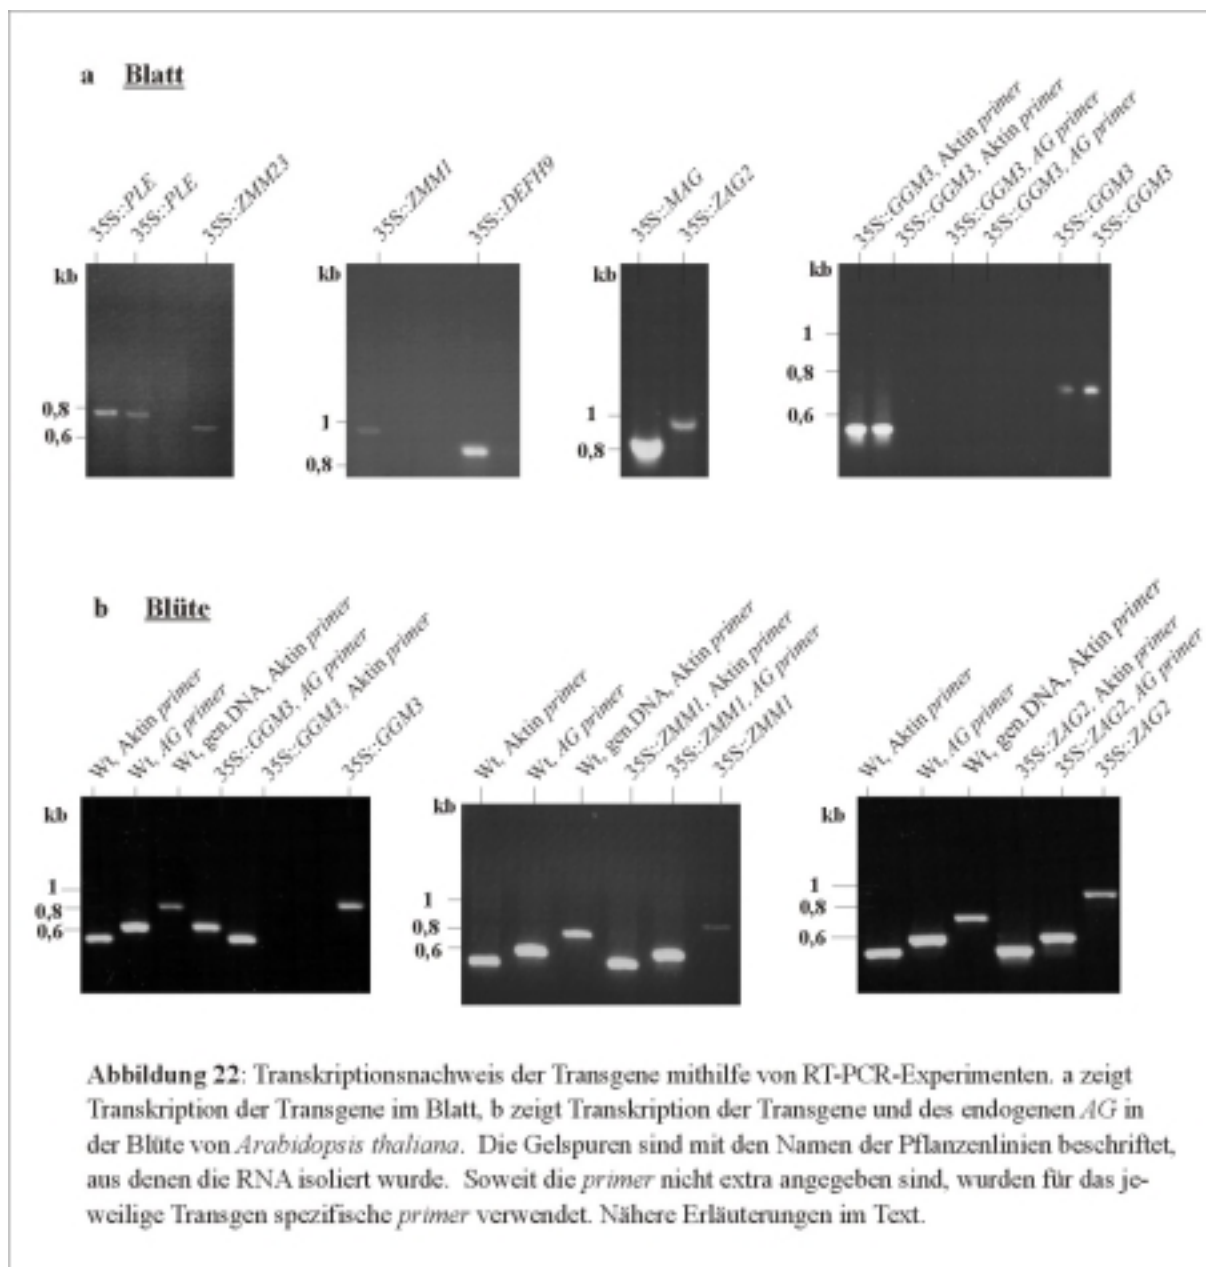 a Blatt
35S::PLE
35S::PLE
35S::ZMM23
35S::ZMM1
35S::DEFH9
35S::MAG
35S::ZAG2
35S::GGM3, Aktin primer
35S::GGM3, Aktin primer
35S::GGM3, AG primer
35S::GGM3, AG primer
35S::GGM3
35S::GGM3
kb
0,8
0,6
kb
1
0,8
kb
1
0,8
kb
1
0,8
0,6
b Blüte
Wt, Aktin primer
Wt, AG primer
Wt, gen.DNA, Aktin primer
35S::GGM3, AG primer
35S::GGM3, Aktin primer
35S::GGM3
Wt, Aktin primer
Wt, AG primer
Wt, gen.DNA, Aktin primer
35S::ZMM1, Aktin primer
35S::ZMM1, AG primer
35S::ZMM1
Wt, Aktin primer
Wt, AG primer
Wt, gen.DNA, Aktin primer
35S::ZAG2, Aktin primer
35S::ZAG2, AG primer
35S::ZAG2
kb
1
0,8
0,6
kb
1
0,8
0,6
kb
1
0,8
0,6
Abbildung 22: Transkriptionsnachweis der Transgene mithilfe von RT-PCR-Experimenten. a zeigt
Transkription der Transgene im Blatt, b zeigt Transkription der Transgene und des endogenen AG in
der Blüte von Arabidopsis thaliana. Die Gelspuren sind mit den Namen der Pflanzenlinien beschriftet,
aus denen die RNA isoliert wurde. Soweit die primer nicht extra angegeben sind, wurden für das je-
weilige Transgen spezifische primer verwendet. Nähere Erläuterungen im Text.